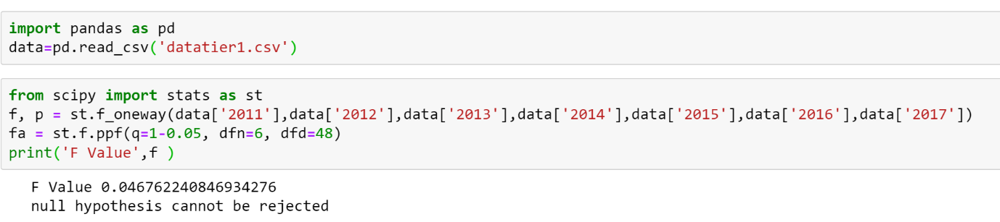 import pandas as pd
data=pd.read_csv('datatier1.csv')
from scipy import stats as st
f, p = st.f_oneway(data['2011'],data['2012'],data['2013'],data['2014'],data['2015'],data['2016'],data['2017'])
fa = st.f.ppf(q=1-0.05, dfn=6, dfd=48)
print('F Value',f )
F Value 0.046762240846934276
null hypothesis cannot be rejected